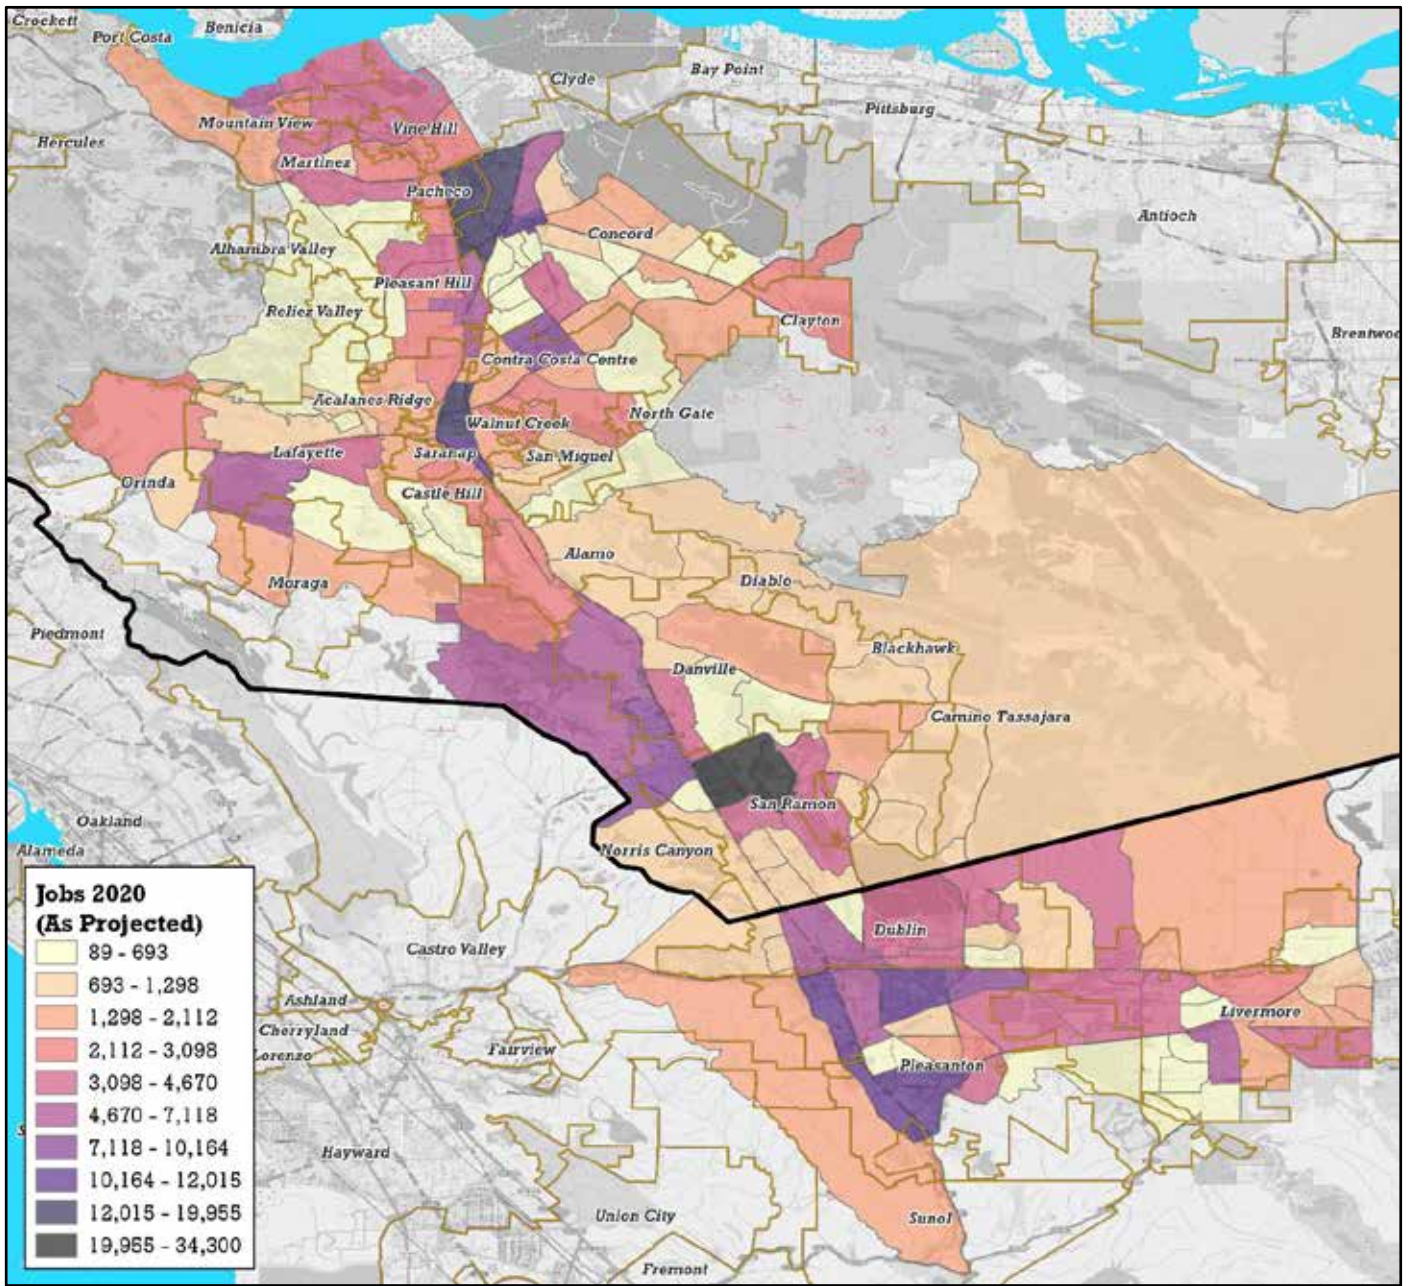 Crockett
Benicia
Port Costa
Clyde
Bay Point
Pittsburg
Mountain View
Vine Hill
Hercules
Martinez
Pacheco
Antioch
Concord
Alhambra Valley
Pleasant Hill
Reliez Valley
Clayton
Brentwoo
Contra Costa Centre
Acalanes Ridge
North Gate
Walnut Creek
Lafayette
Saranap
San Miguel
Orinda
Castle Hill
Alamo
Moraga
Diablo
Piedmont
Blackhawk
Danville
Camino Tassajara
San Ramon
Oakland
Alameda
Norris Canyon
Dublin
Castro Valley
Ashland
Livermore
Cherryland
Lorenzo
Fairview
Pleasanton
Hayward
Union City
Sunol
Fremont
Jobs 2020
(As Projected)
89 - 693
693 - 1,298
1,298 - 2,112
2,112 - 3,098
3,098 - 4,670
4,670 - 7,118
7,118 - 10,164
10,164 - 12,015
12,015 - 19,955
19,955 - 34,300